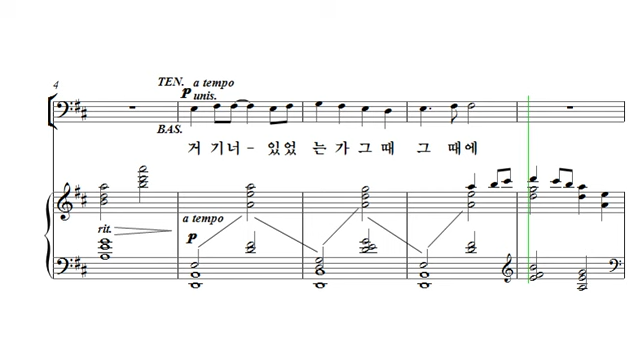 4
TEN. a tempo
p unis.
BAS.
거 기 너 - 있 었 는 가 그 때 그 때 에
rit.
a tempo
p